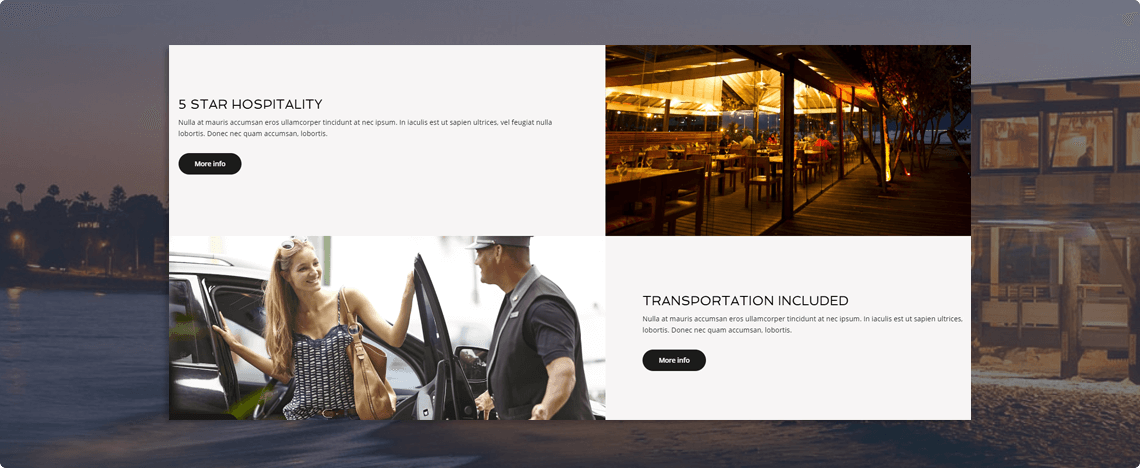 5 STAR HOSPITALITY
Nulla at mauris accumsan eros ullamcorper tincidunt at nec ipsum. In iaculis est ut sapien ultrices, vel feugiat nulla
lobortis. Donec nec quam accumsan, lobortis.
More info
TRANSPORTATION INCLUDED
Nulla at mauris accumsan eros ullamcorper tincidunt at nec ipsum. In iaculis est ut sapien ultrices,
lobortis. Donec nec quam accumsan, lobortis.
More info